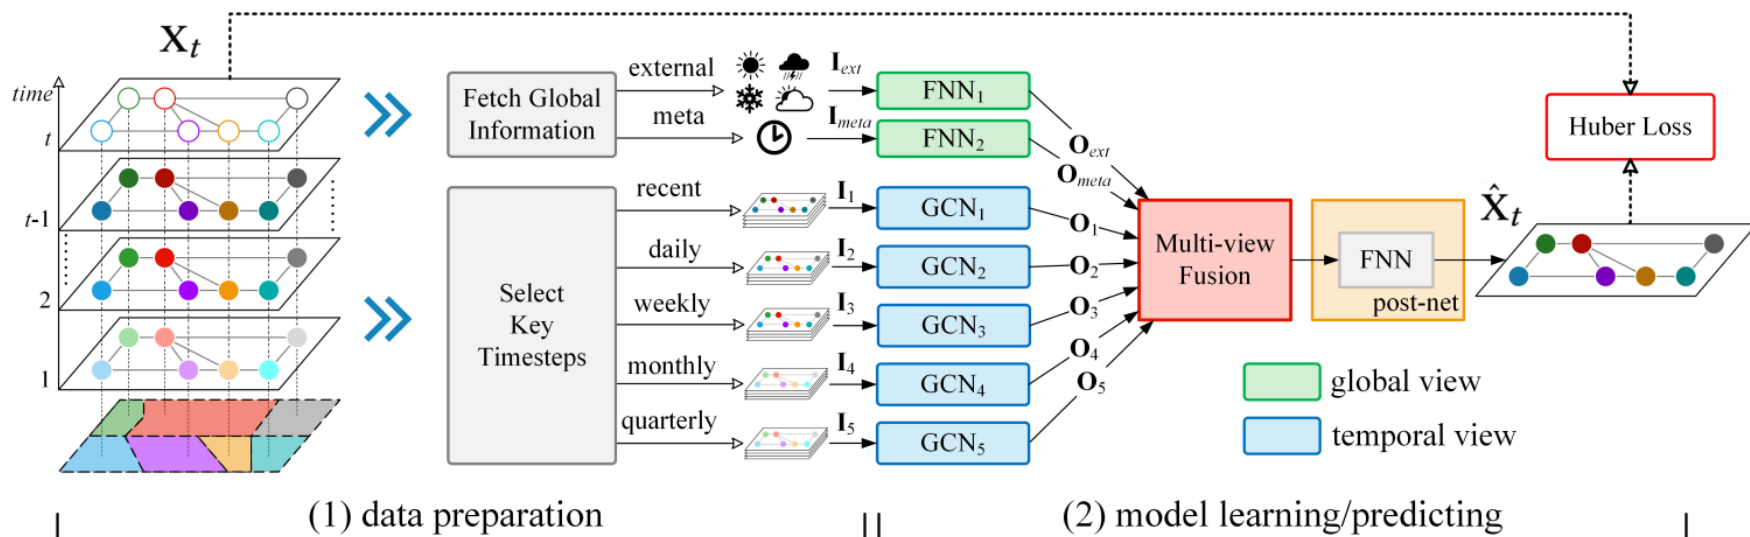 X_t
time
t
t-1
2
1
Fetch Global
Information
external
meta
I_ext
I_meta
FNN_1
FNN_2
O_ext
O_meta
Select
Key
Timesteps
recent
daily
weekly
monthly
quarterly
I_1
I_2
I_3
I_4
I_5
GCN_1
GCN_2
GCN_3
GCN_4
GCN_5
O_1
O_2
O_3
O_4
O_5
Multi-view
Fusion
FNN
post-net
X̂_t
Huber Loss
global view
temporal view
(1) data preparation
(2) model learning/predicting